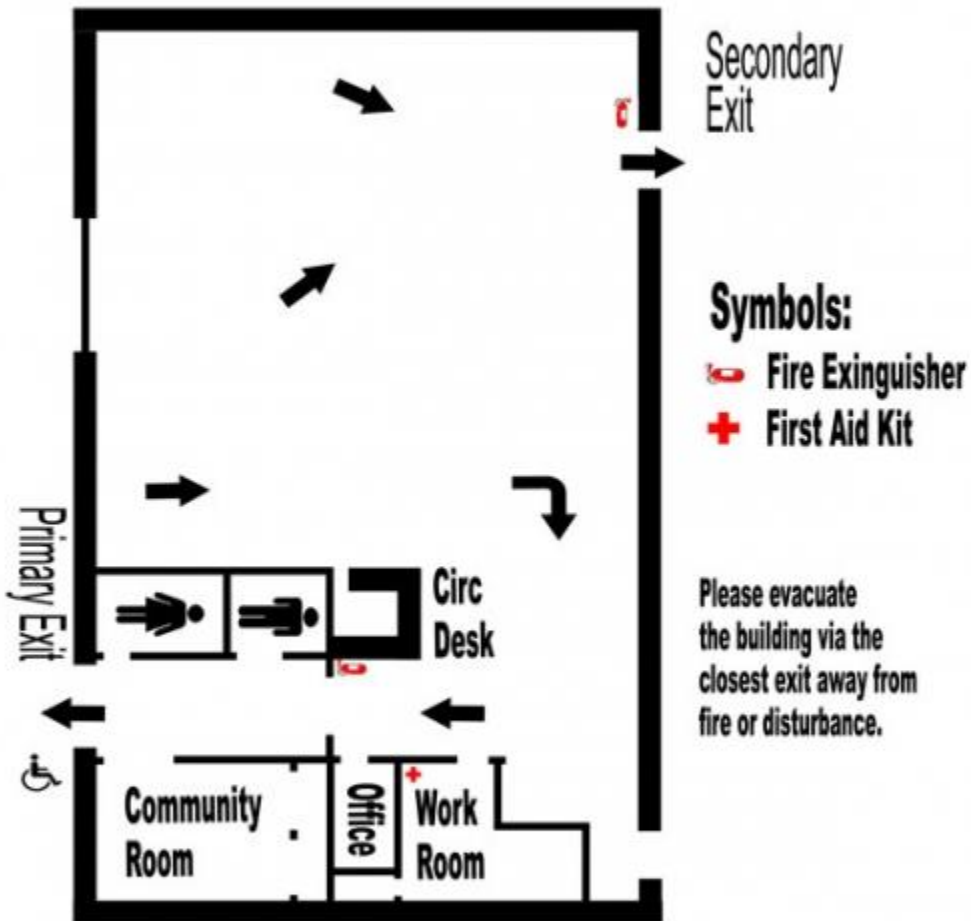 Secondary
Exit
Symbols:
Fire Exinguisher
First Aid Kit
Primary Exit
Circ
Desk
Please evacuate
the building via the
closest exit away from
fire or disturbance.
Community
Room
Office
Work
Room